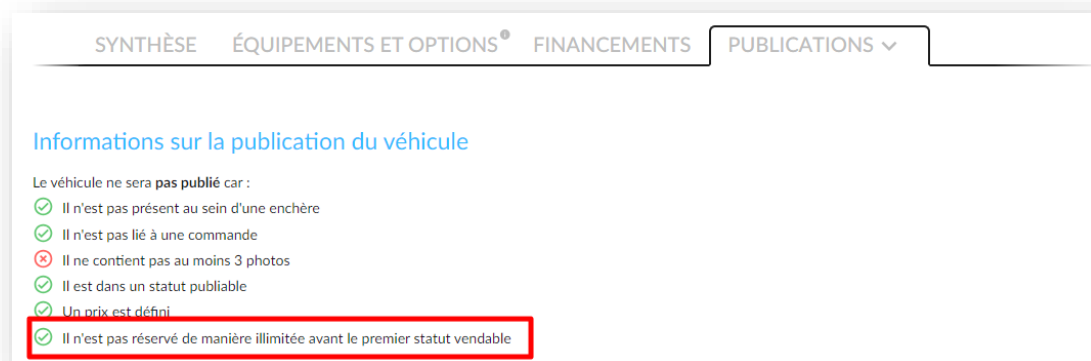 SYNTHÈSE ÉQUIPEMENTS ET OPTIONS FINANCEMENTS PUBLICATIONS
Informations sur la publication du véhicule
Le véhicule ne sera pas publié car :
Il n'est pas présent au sein d'une enchère
Il n'est pas lié à une commande
Il ne contient pas au moins 3 photos
Il est dans un statut publiable
Un prix est défini
Il n'est pas réservé de manière illimitée avant le premier statut vendable